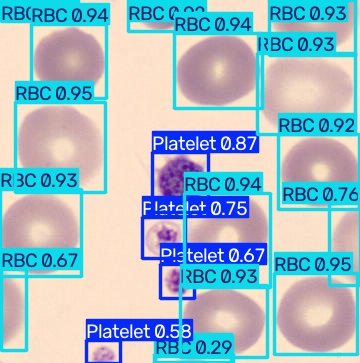 RBC 0.94
RBC 0.94
RBC 0.93
RBC 0.93
RBC 0.95
RBC 0.92
Platelet 0.87
RBC 0.93
RBC 0.94
RBC 0.76
Platelet 0.75
RBC 0.67
Platelet 0.67
RBC 0.95
RBC 0.93
Platelet 0.58
RBC 0.29